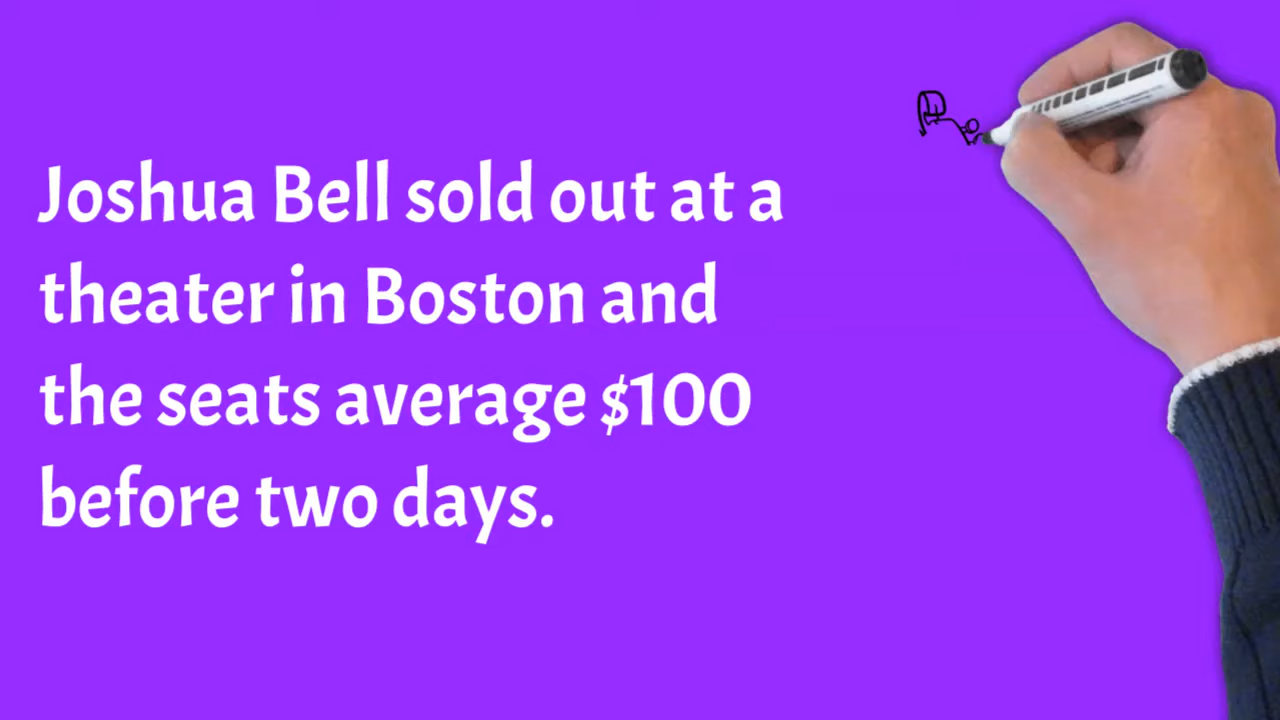 Joshua Bell sold out at a
theater in Boston and
the seats average $100
before two days.